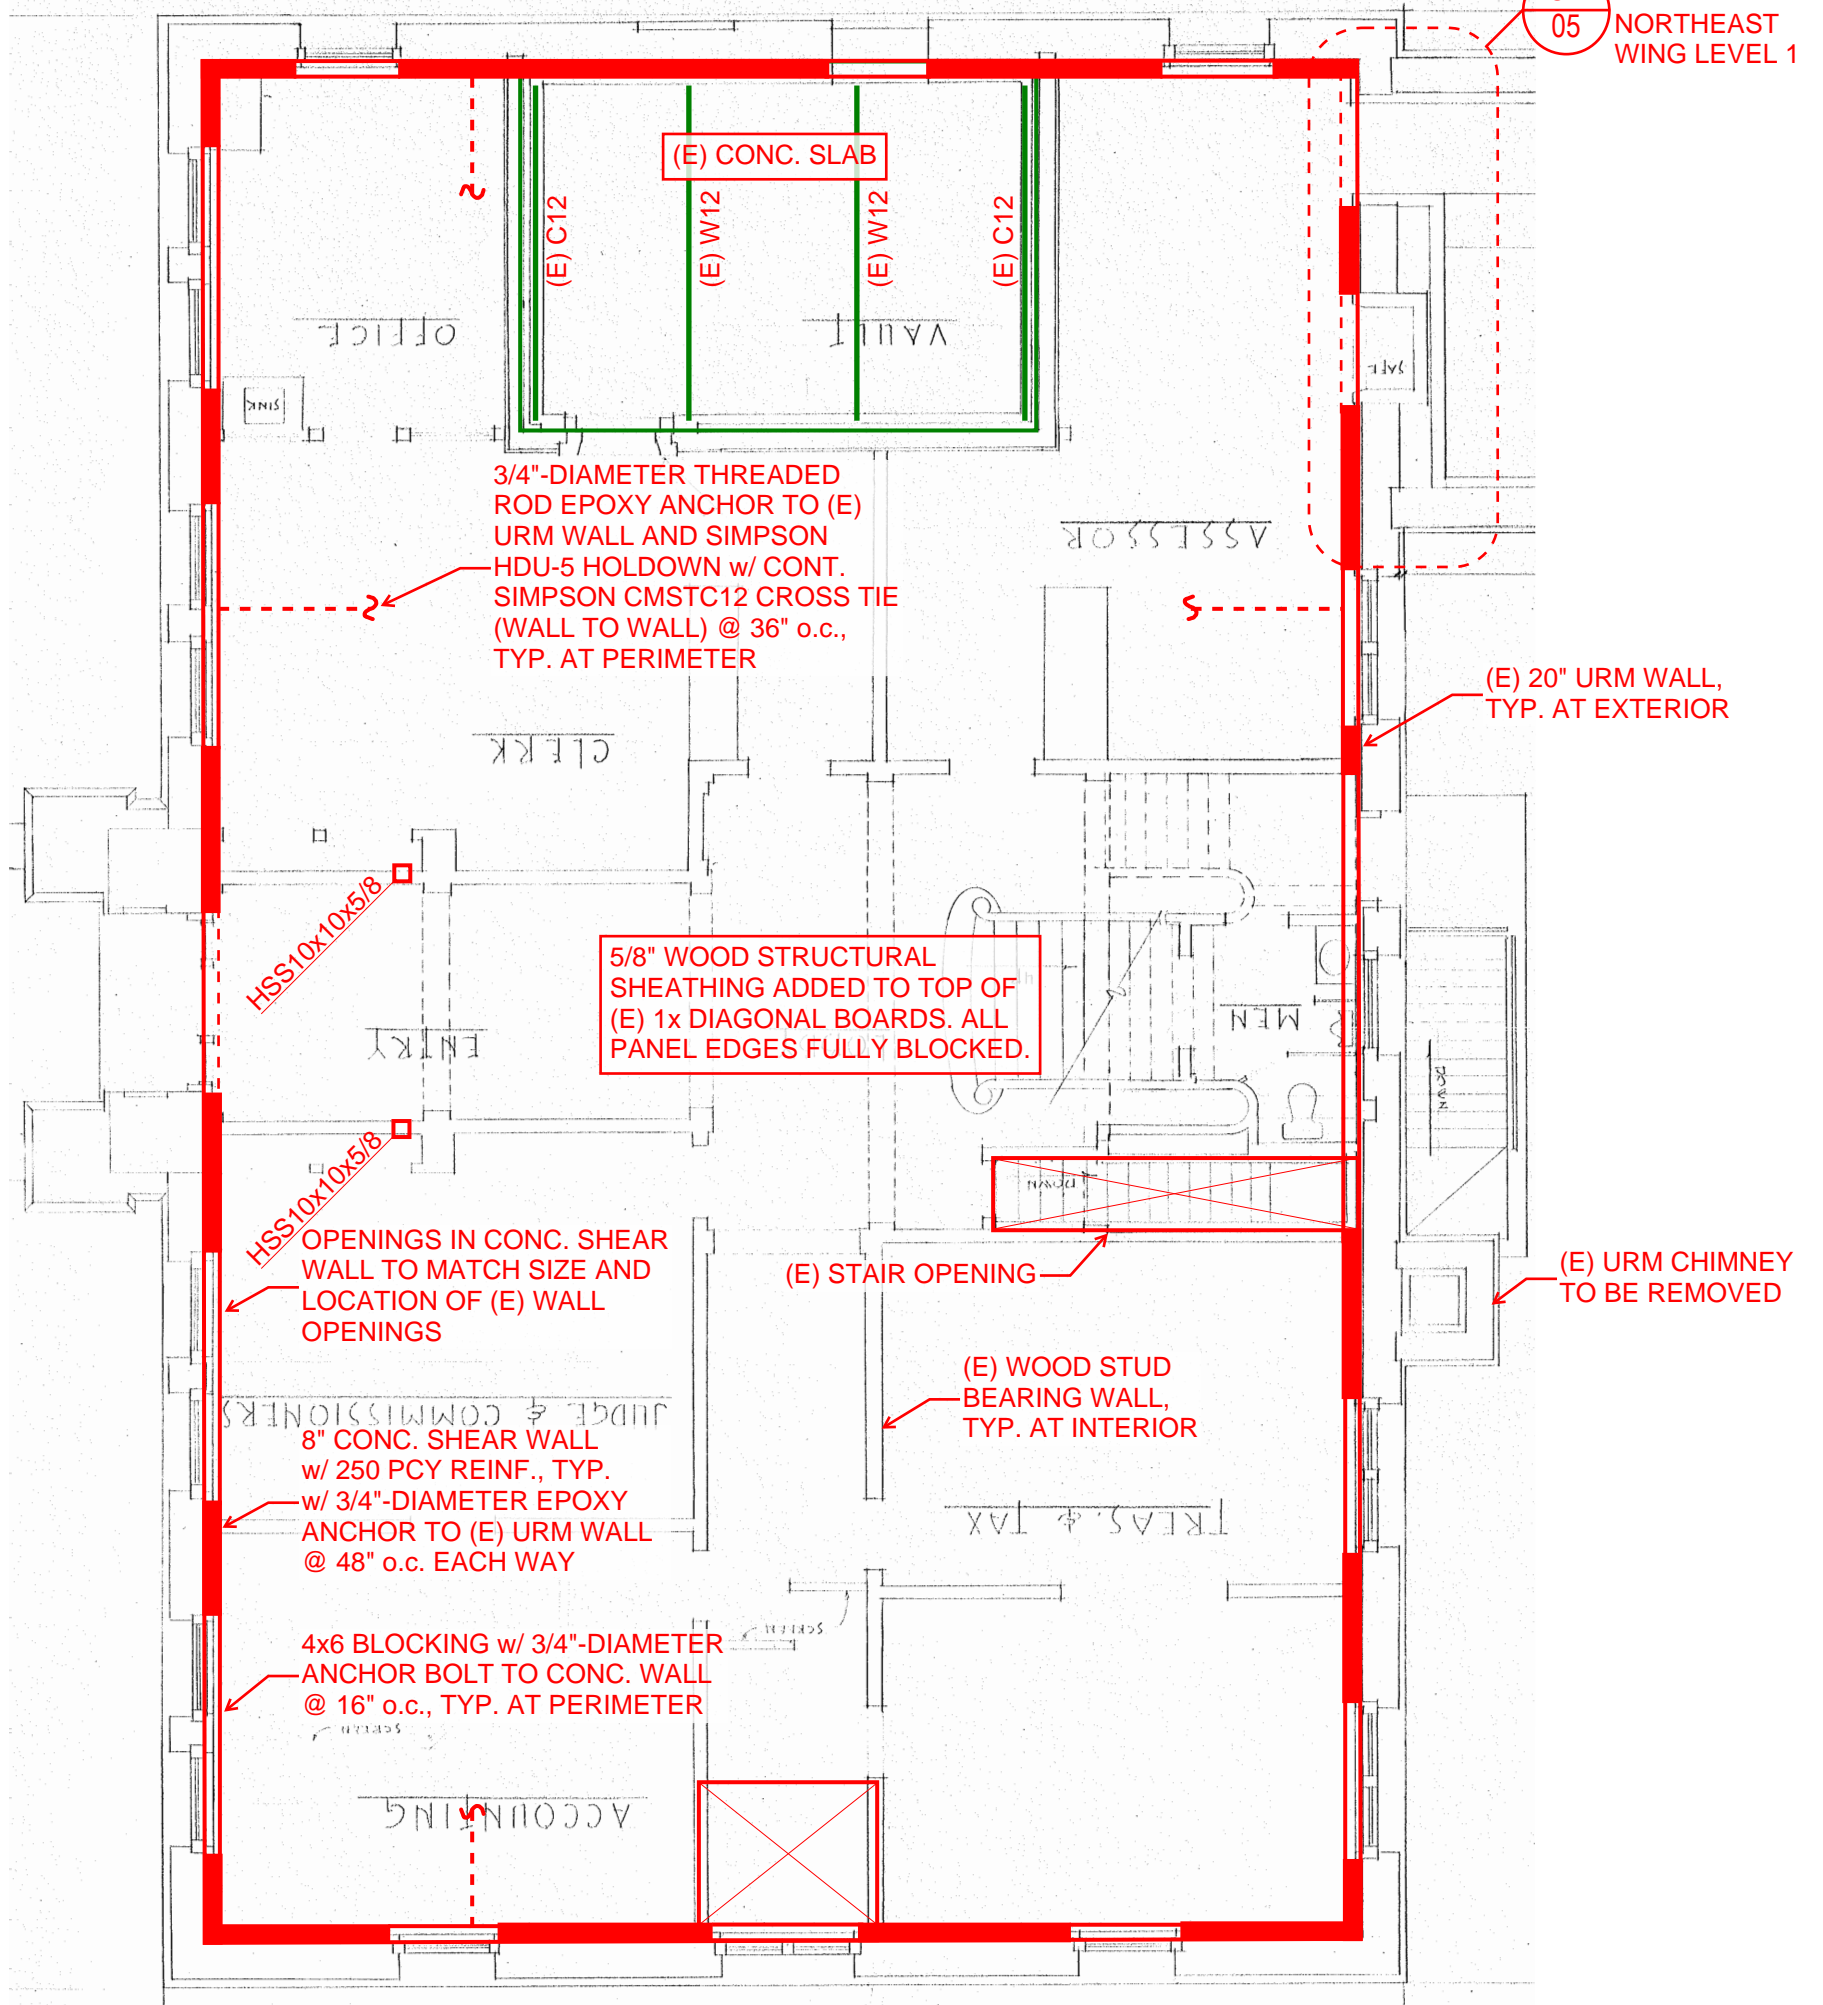 05
NORTHEAST
WING LEVEL 1
(E) CONC. SLAB
(E) C12
(E) W12
(E) W12
(E) C12
OFFICE
VAULT
SAFE
SINK
3/4"-DIAMETER THREADED
ROD EPOXY ANCHOR TO (E)
URM WALL AND SIMPSON
HDU-5 HOLDOWN w/ CONT.
SIMPSON CMSTC12 CROSS TIE
(WALL TO WALL) @ 36" o.c.,
TYP. AT PERIMETER
ASSESSOR
(E) 20" URM WALL,
TYP. AT EXTERIOR
CLERK
HSS10x10x5/8
5/8" WOOD STRUCTURAL
SHEATHING ADDED TO TOP OF
(E) 1x DIAGONAL BOARDS. ALL
PANEL EDGES FULLY BLOCKED.
MEN
ENTRY
DOWN
HSS10x10x5/8
DOWN
OPENINGS IN CONC. SHEAR
WALL TO MATCH SIZE AND
LOCATION OF (E) WALL
OPENINGS
(E) STAIR OPENING
(E) URM CHIMNEY
TO BE REMOVED
(E) WOOD STUD
BEARING WALL,
TYP. AT INTERIOR
JUDGE & COMMISSIONERS
8" CONC. SHEAR WALL
w/ 250 PCY REINF., TYP.
w/ 3/4"-DIAMETER EPOXY
ANCHOR TO (E) URM WALL
@ 48" o.c. EACH WAY
TREAS. & TAX
SCREEN
4x6 BLOCKING w/ 3/4"-DIAMETER
ANCHOR BOLT TO CONC. WALL
@ 16" o.c., TYP. AT PERIMETER
SCREEN
ACCOUNTING